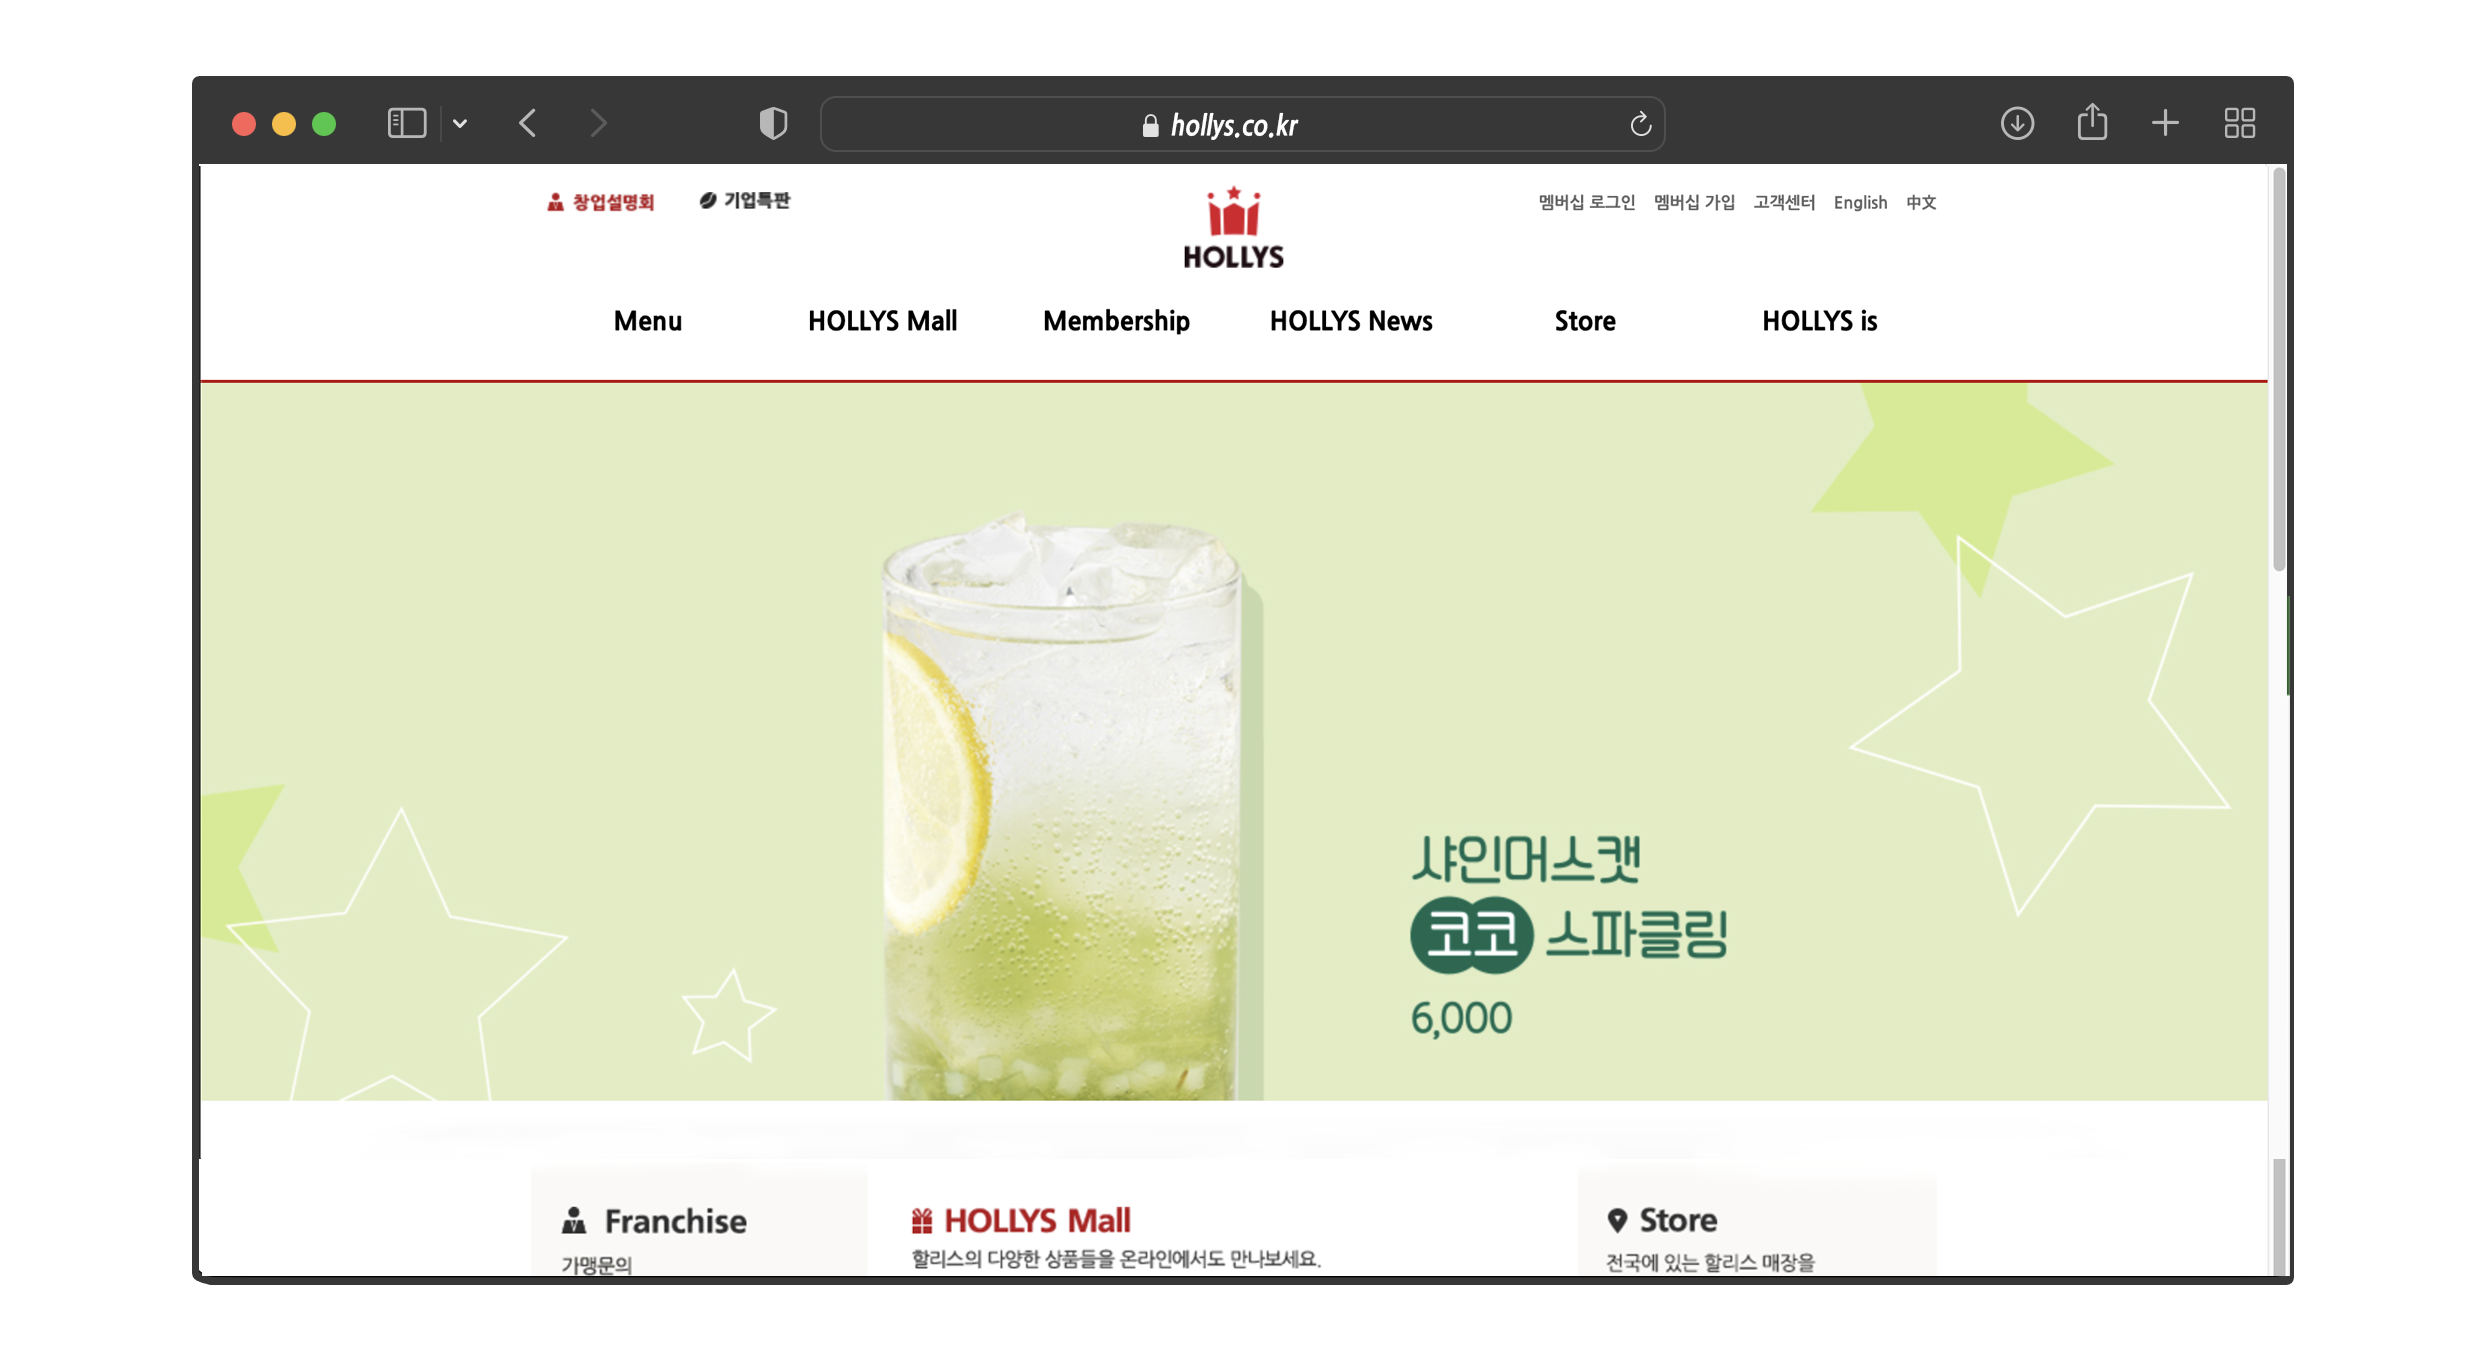 hollys.co.kr
창업설명회 기업특판
멤버십 로그인 멤버십 가입 고객센터 English 中文
HOLLYS
Menu HOLLYS Mall Membership HOLLYS News Store HOLLYS is
샤인머스캣
코코 스파클링
6,000
Franchise
가맹문의
HOLLYS Mall
할리스의 다양한 상품들을 온라인에서도 만나보세요.
Store
전국에 있는 할리스 매장을